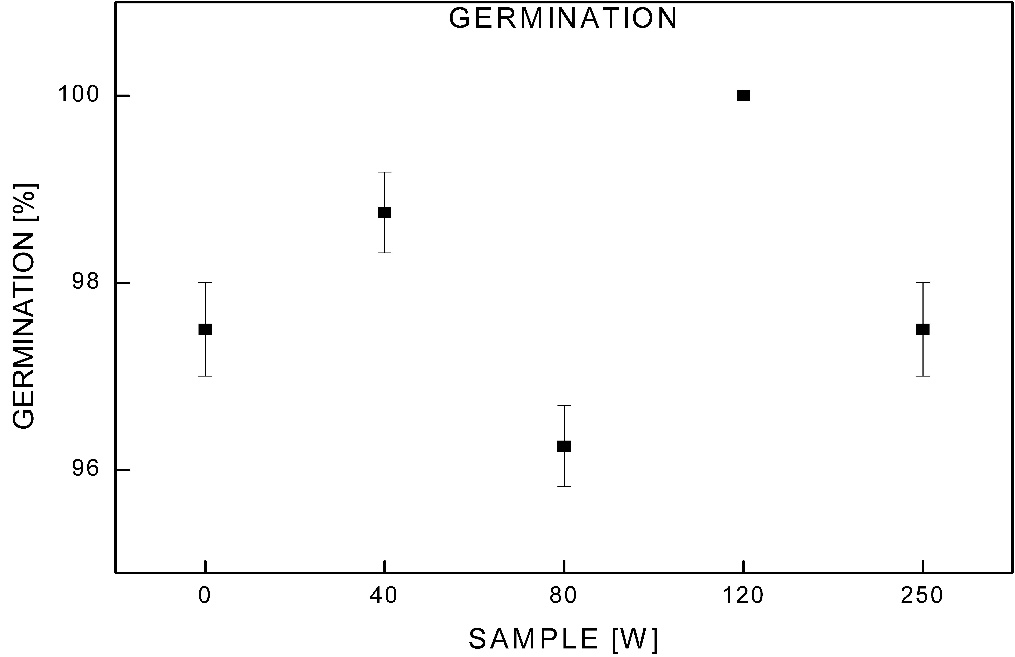 GERMINATION
100
98
96
GERMINATION [%]
0 40 80 120 250
SAMPLE [W]